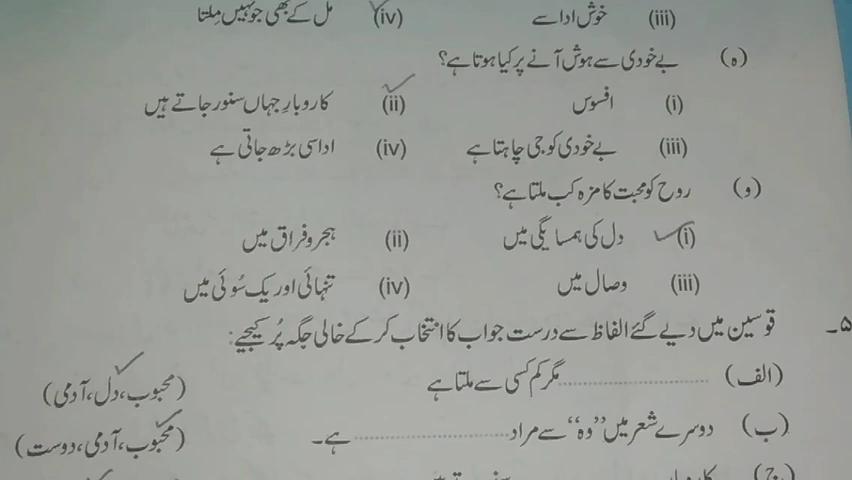 (iii) خوش ادا سے (iv) مل کے بھی جو نہیں مِلتا
(ہ) بے خودی سے ہوش آنے پر کیا ہوتا ہے؟
(i) افسوس (ii) کاروبارِ جہاں سنور جاتے ہیں
(iii) بے خودی کو جی چاہتا ہے (iv) اداسی بڑھ جاتی ہے
(و) روح کو محبت کا مزہ کب ملتا ہے؟
(i) دل کی ہمسایگی میں (ii) ہجر و فراق میں
(iii) وصال میں (iv) تنہائی اور یک سُوئی میں
۵۔ قوسین میں دیے گئے الفاظ سے درست جواب کا انتخاب کر کے خالی جگہ پُر کیجیے:
(الف) .................... مگر کم کسی سے ملتا ہے (محبوب، دل، آدمی)
(ب) دوسرے شعر میں ”وہ“ سے مراد .................... ہے۔ (محبوب، آدمی، دوست)
(ج)